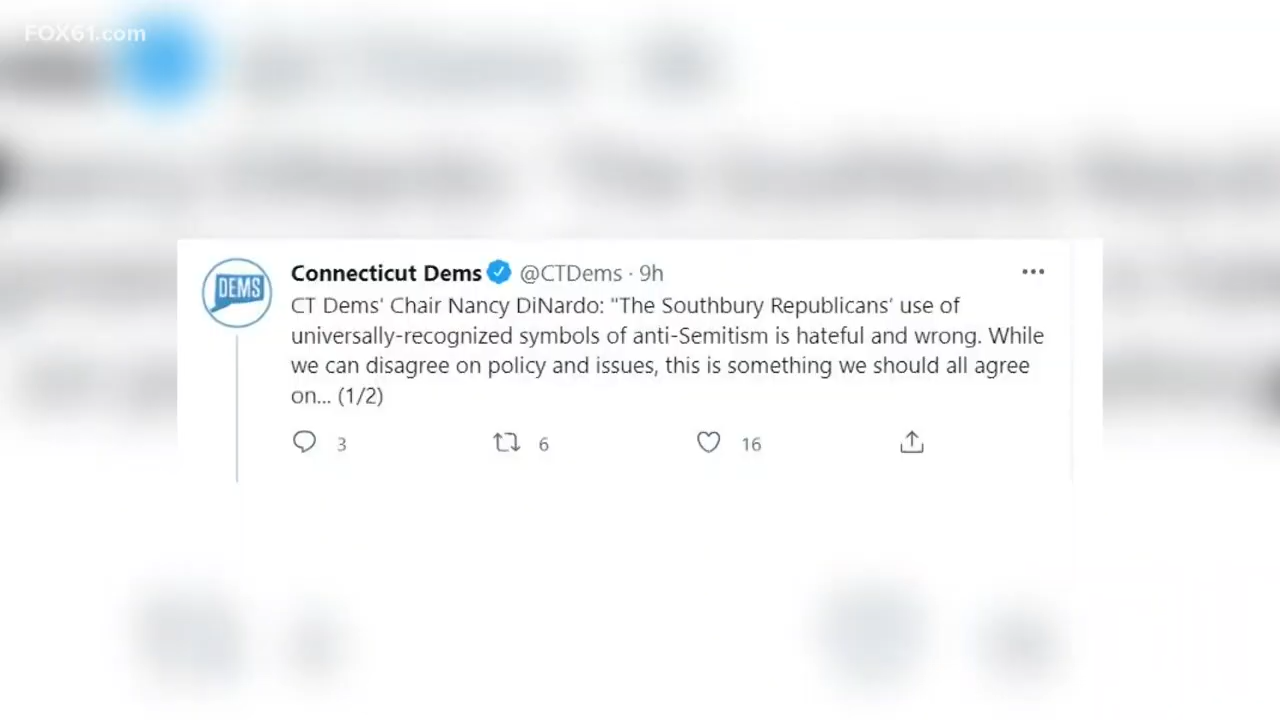 FOX61.com
DEMS
Connecticut Dems @CTDems · 9h
CT Dems' Chair Nancy DiNardo: "The Southbury Republicans' use of
universally-recognized symbols of anti-Semitism is hateful and wrong. While
we can disagree on policy and issues, this is something we should all agree
on... (1/2)
3 6 16